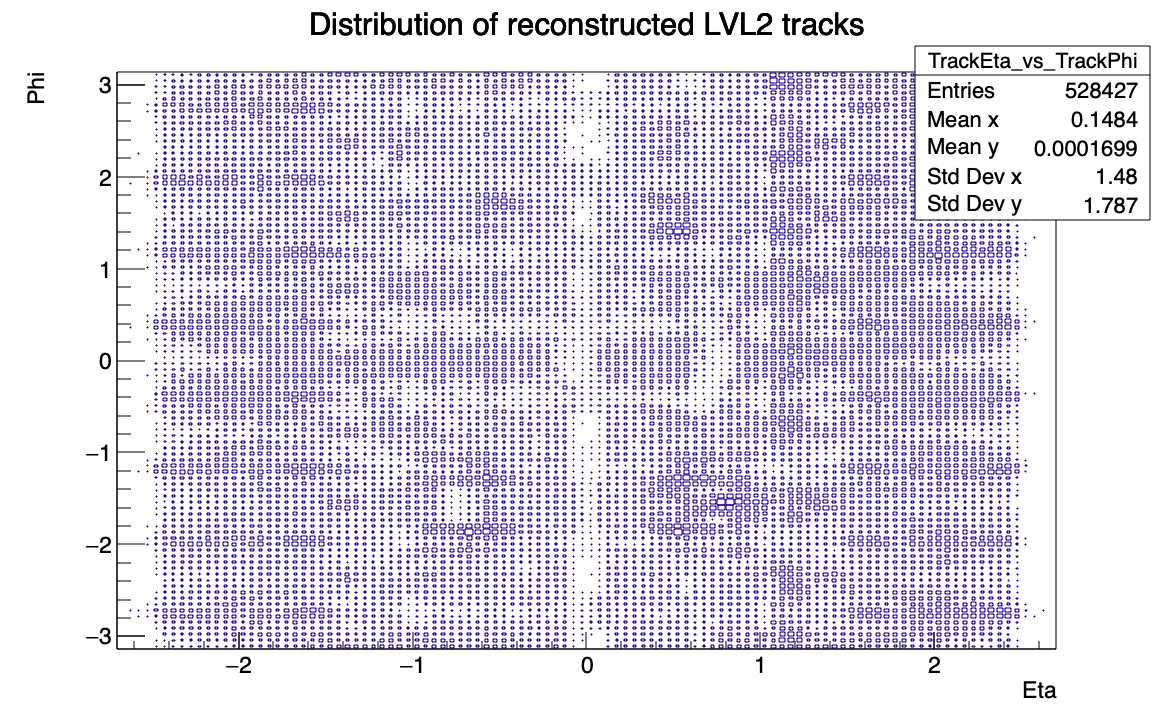 Distribution of reconstructed LVL2 tracks
TrackEta_vs_TrackPhi
Entries 528427
Mean x 0.1484
Mean y 0.0001699
Std Dev x 1.48
Std Dev y 1.787
Phi
3
2
1
0
−1
−2
−3
−2 −1 0 1 2
Eta